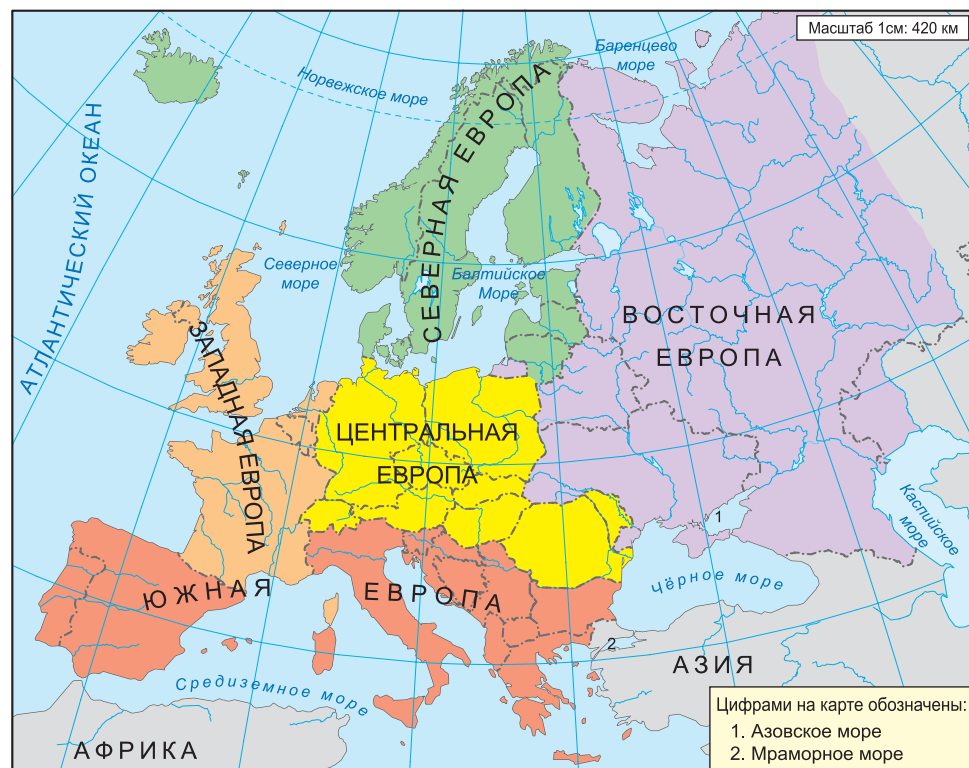 Масштаб 1см: 420 км
Баренцево
море
Норвежское море
АТЛАНТИЧЕСКИЙ ОКЕАН
СЕВЕРНАЯ ЕВРОПА
Северное
море
Балтийское
Море
ВОСТОЧНАЯ
ЕВРОПА
ЗАПАДНАЯ ЕВРОПА
ЦЕНТРАЛЬНАЯ
ЕВРОПА
Каспийское
море
1
Чёрное море
ЮЖНАЯ ЕВРОПА
2
АЗИЯ
Средиземное море
АФРИКА
Цифрами на карте обозначены:
1. Азовское море
2. Мраморное море